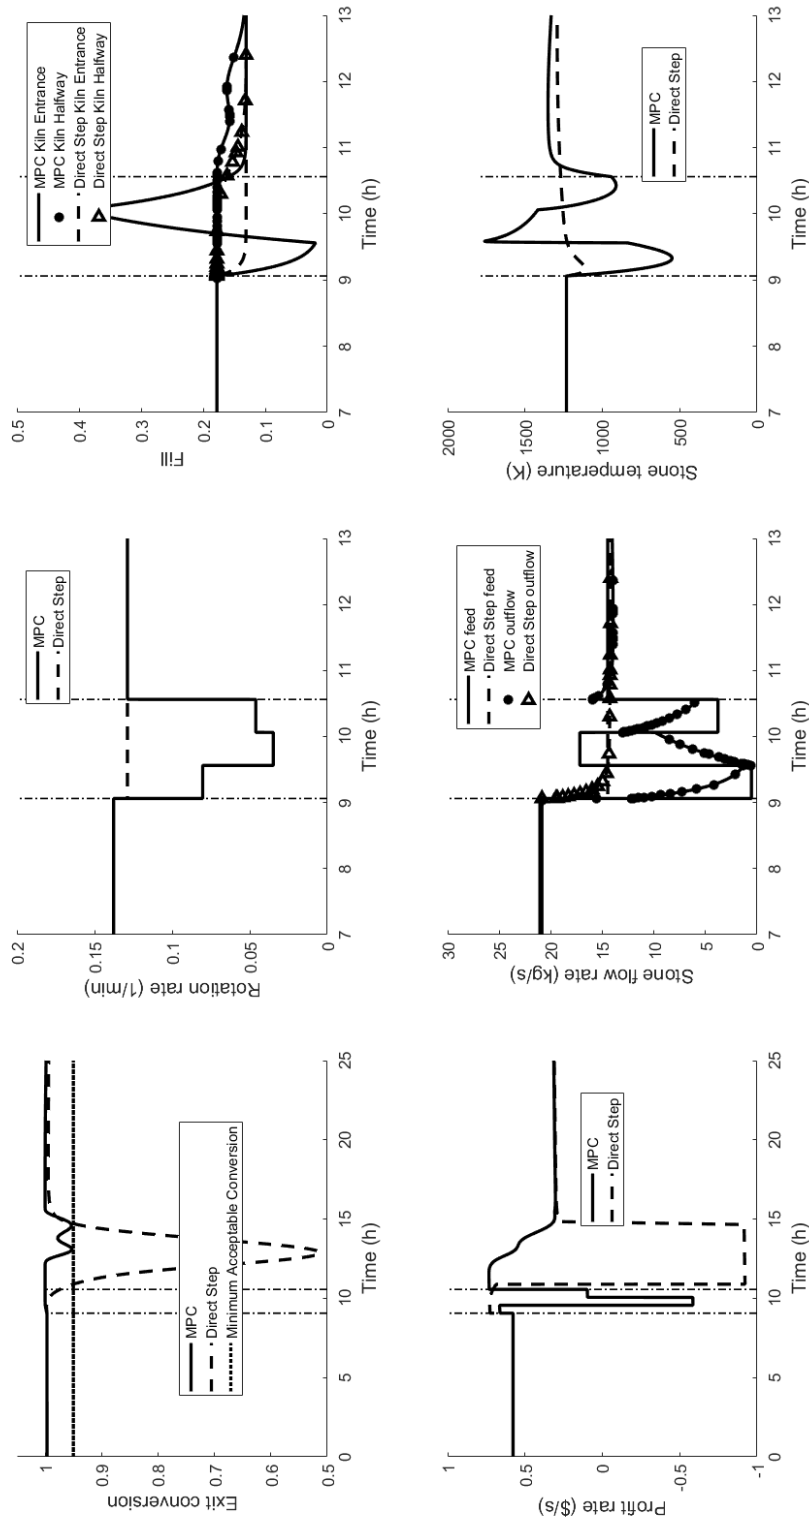 Exit conversion
1
0.9
0.8
0.7
0.6
0.5
0
5
10
15
20
25
Time (h)
MPC
Direct Step
Minimum Acceptable Conversion
Rotation rate (1/min)
0.2
0.15
0.1
0.05
0
7
8
9
10
11
12
13
Time (h)
MPC
Direct Step
Fill
0.5
0.4
0.3
0.2
0.1
0
7
8
9
10
11
12
13
Time (h)
MPC Kiln Entrance
MPC Kiln Halfway
Direct Step Kiln Entrance
Direct Step Kiln Halfway
Profit rate ($/s)
1
0.5
0
-0.5
-1
0
5
10
15
20
25
Time (h)
MPC
Direct Step
Stone flow rate (kg/s)
30
25
20
15
10
5
0
7
8
9
10
11
12
13
Time (h)
MPC feed
Direct Step feed
MPC outflow
Direct Step outflow
Stone temperature (K)
2000
1500
1000
500
0
7
8
9
10
11
12
13
Time (h)
MPC
Direct Step